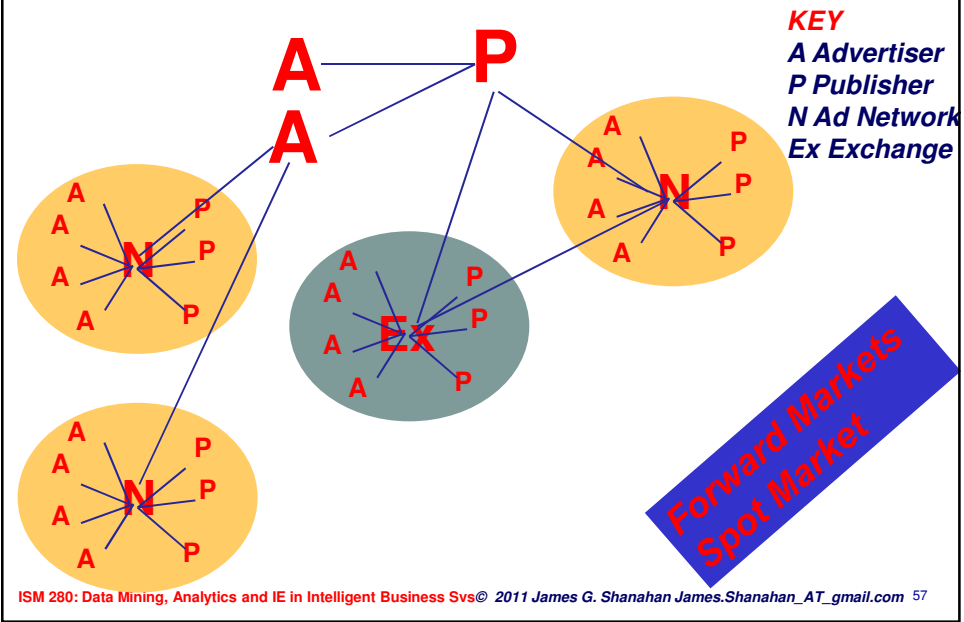 KEY
A Advertiser
P Publisher
N Ad Network
Ex Exchange
A
P
A
A
A
A
A
N
P
P
P
A
A
A
A
N
P
P
P
A
A
A
A
Ex
P
P
P
A
A
A
A
N
P
P
P
Forward Markets
Spot Market
ISM 280: Data Mining, Analytics and IE in Intelligent Business Svs© 2011 James G. Shanahan James.Shanahan_AT_gmail.com 57